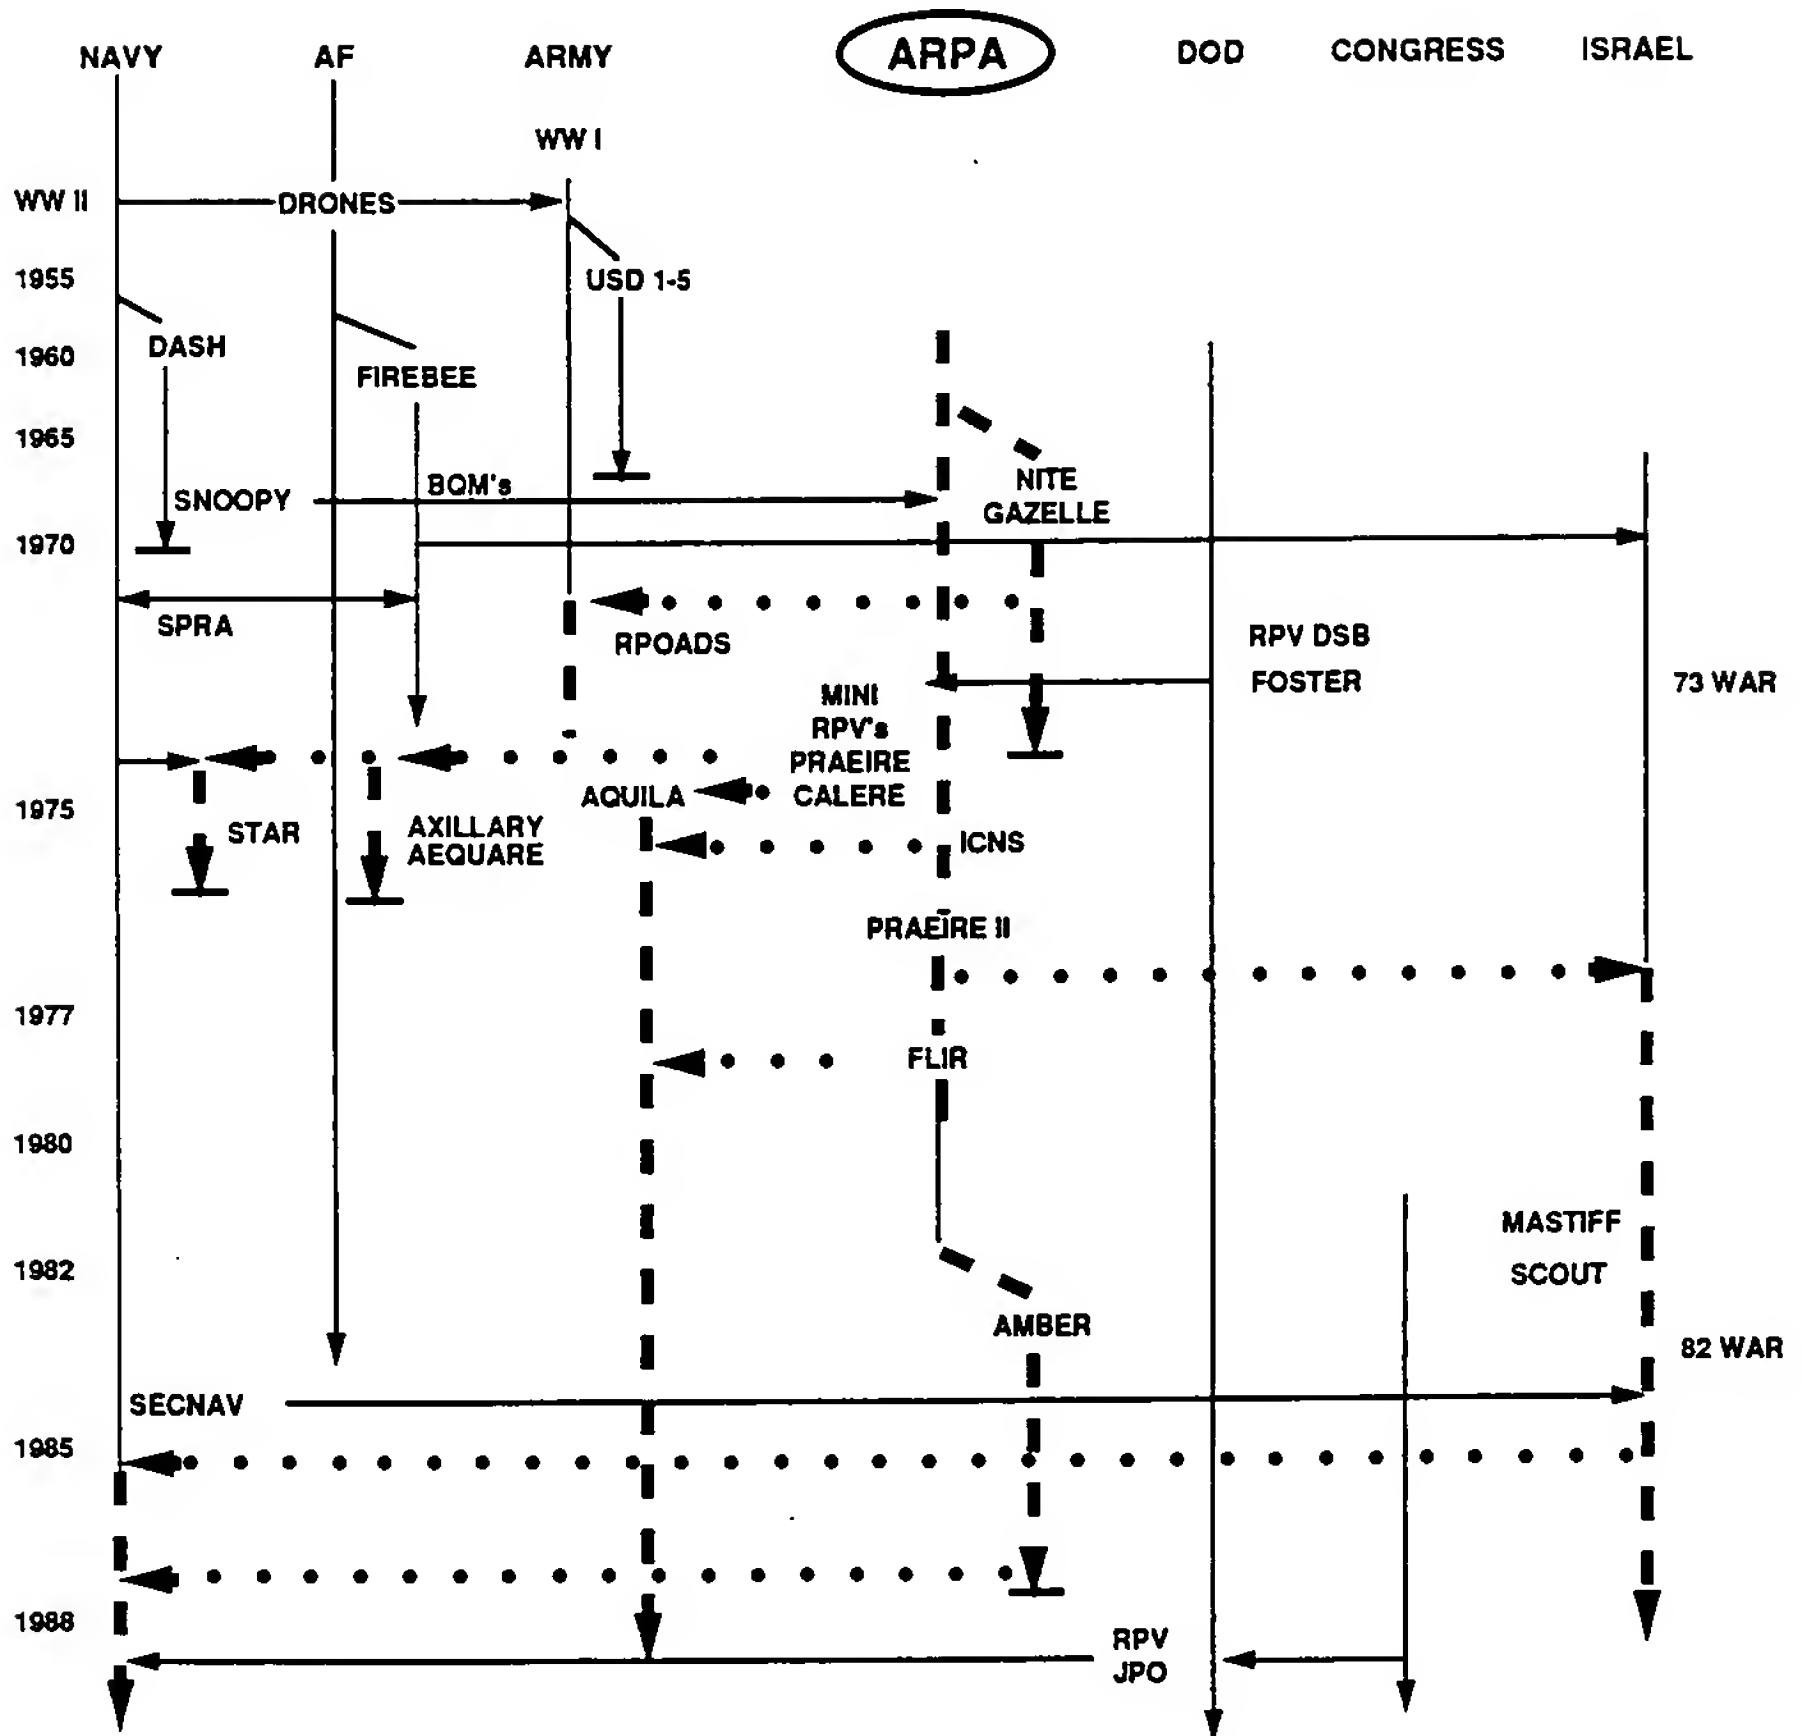 NAVY
AF
ARMY
ARPA
DOD
CONGRESS
ISRAEL
WW I
WW II
DRONES
1955
USD 1-5
DASH
1960
FIREBEE
1965
BQM's
SNOOPY
NITE
GAZELLE
1970
SPRA
RPOADS
RPV DSB
FOSTER
73 WAR
MINI
RPV's
PRAEIRE
CALERE
AQUILA
1975
STAR
AXILLARY
AEQUARE
ICNS
PRAEIRE II
1977
FLIR
1980
MASTIFF
SCOUT
1982
AMBER
82 WAR
SECNAV
1985
1988
RPV
JPO